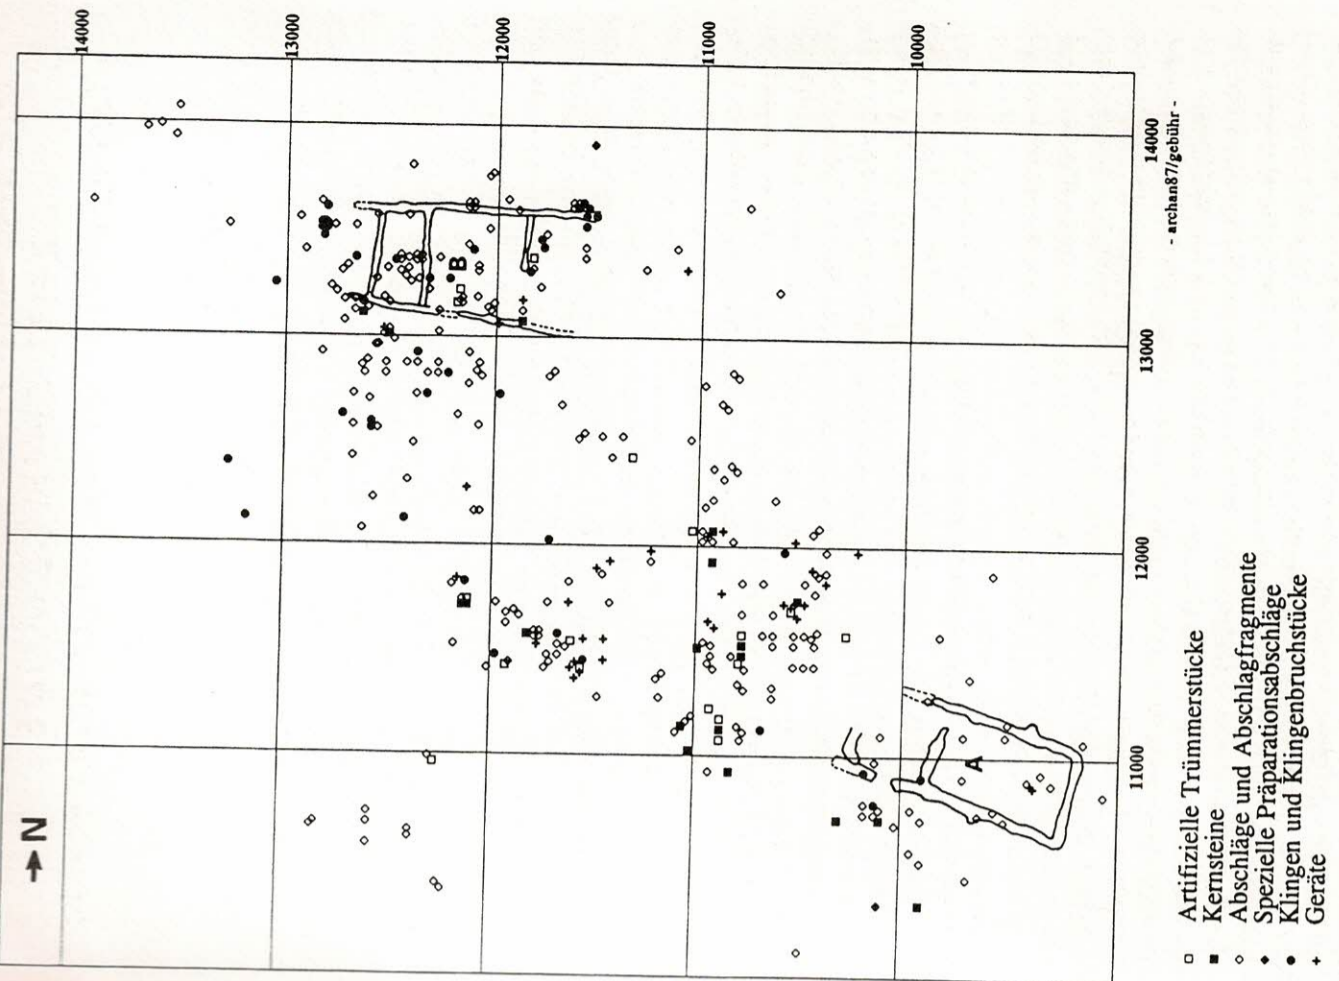 14000
13000
12000
11000
10000
14000
13000
12000
11000
N
B
A
- archan87/gebühr -
Artifizielle Trümmerstücke
Kernsteine
Abschläge und Abschlagfragmente
Spezielle Präparationsabschläge
Klingen und Klingenbruchstücke
Geräte